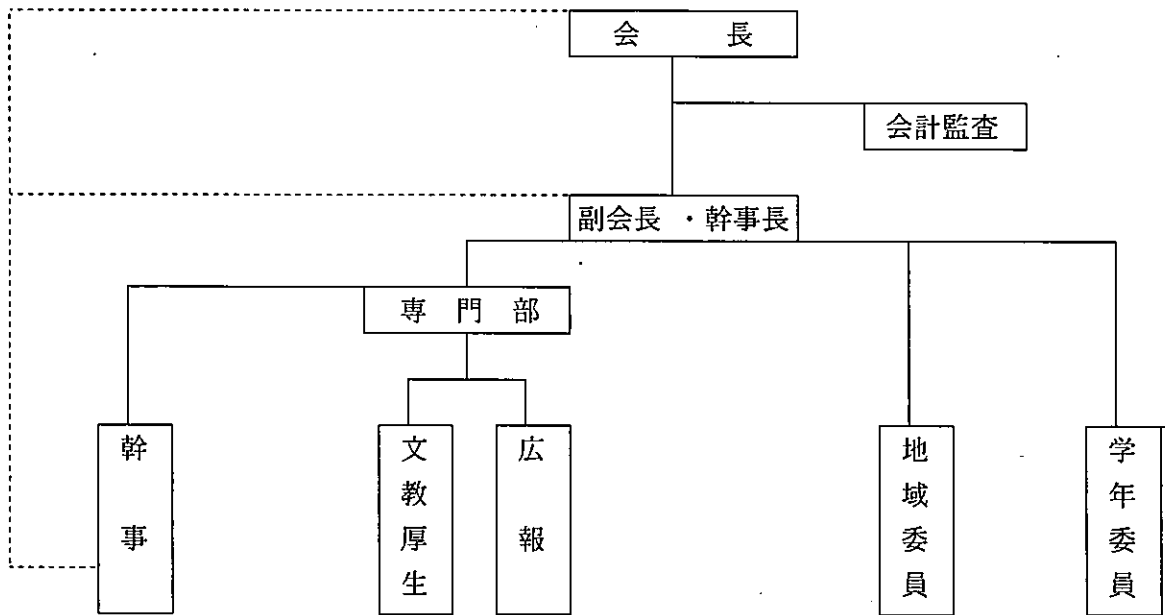 会長
会計監査
副会長・幹事長
専門部
幹事
文教厚生
広報
地域委員
学年委員